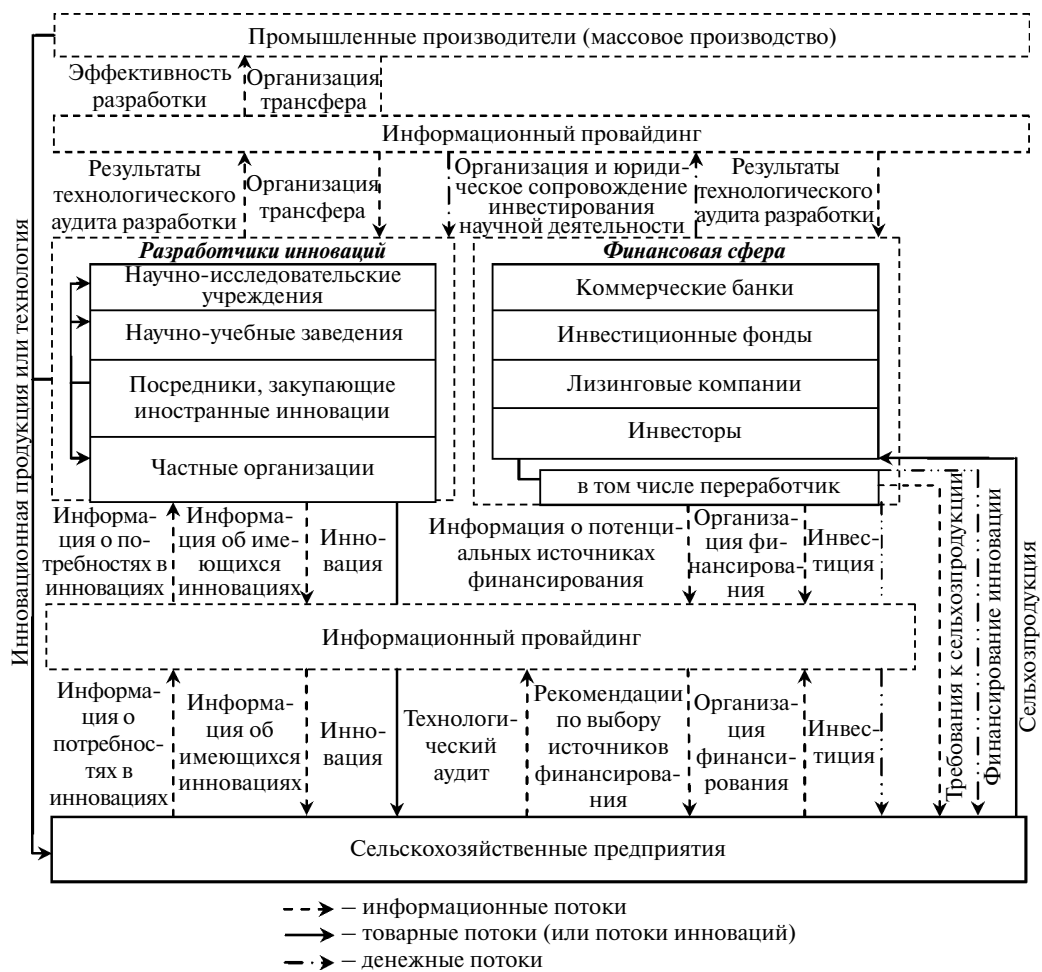 Промышленные производители (массовое производство)
Эффективность
разработки
Организация
трансфера
Информационный провайдинг
Результаты
технологического
аудита разработки
Организация
трансфера
Организация и юриди-
ческое сопровождение
инвестирования
научной деятельности
Результаты
технологического
аудита разработки
Инновационная продукция или технология
Разработчики инноваций
Научно-исследовательские
учреждения
Научно-учебные заведения
Посредники, закупающие
иностранные инновации
Частные организации
Финансовая сфера
Коммерческие банки
Инвестиционные фонды
Лизинговые компании
Инвесторы
в том числе переработчик
Информа-
ция о по-
требностях в
инновациях
Информа-
ция об име-
ющихся
инновациях
Инно-
вация
Информация о потенци-
альных источниках
финансирования
Организа-
ция фи-
нансирова-
ния
Инвес-
тиция
Информационный провайдинг
Информа-
ция о
потребнос-
тях в
инновациях
Информа-
ция об
имеющихся
инновациях
Инно-
вация
Технологи-
ческий
аудит
Рекомендации
по выбору
источников
финансирова-
ния
Организа-
ция
финанси-
рования
Инвес-
тиция
Требования к сельхозпродукции
Финансирование инновации
Сельхозпродукция
Сельскохозяйственные предприятия
– информационные потоки
– товарные потоки (или потоки инноваций)
– денежные потоки